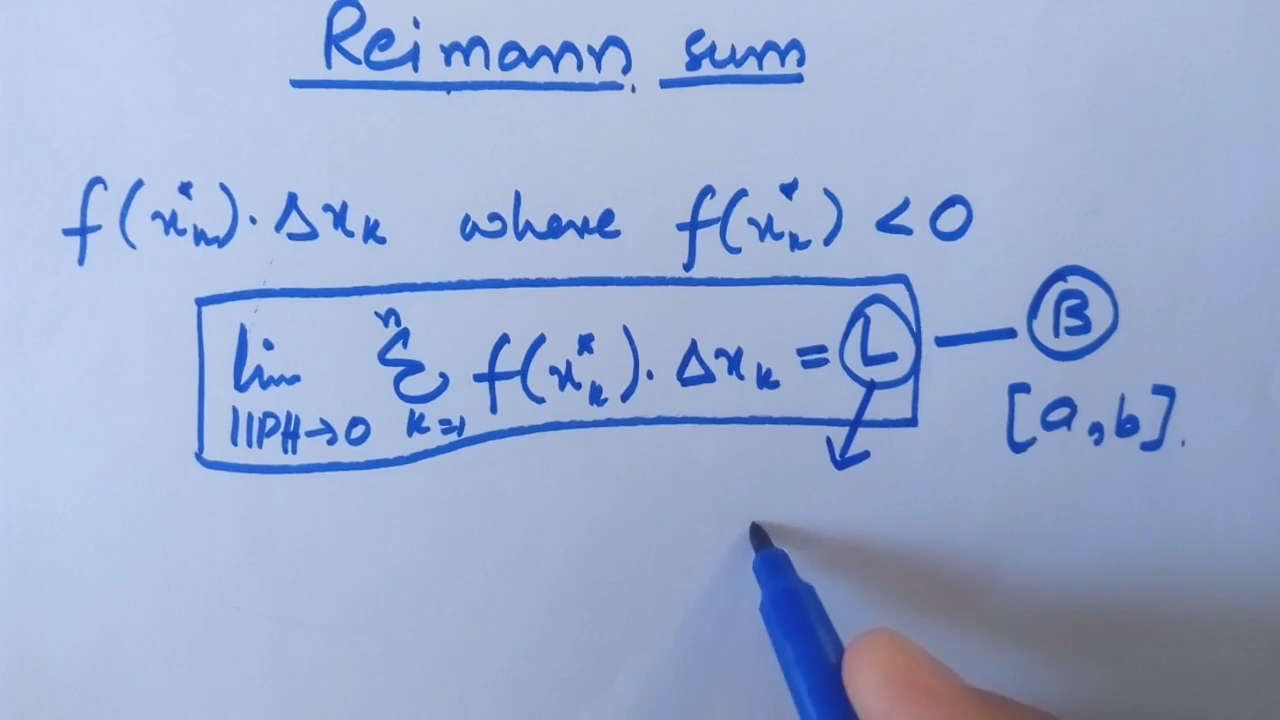 Reimann sum
f(x*ₖ). Δxₖ where f(x*ₖ) < 0
lim ||P||→0 n Σ k=1 f(x*ₖ). Δxₖ = L — B
[a,b].